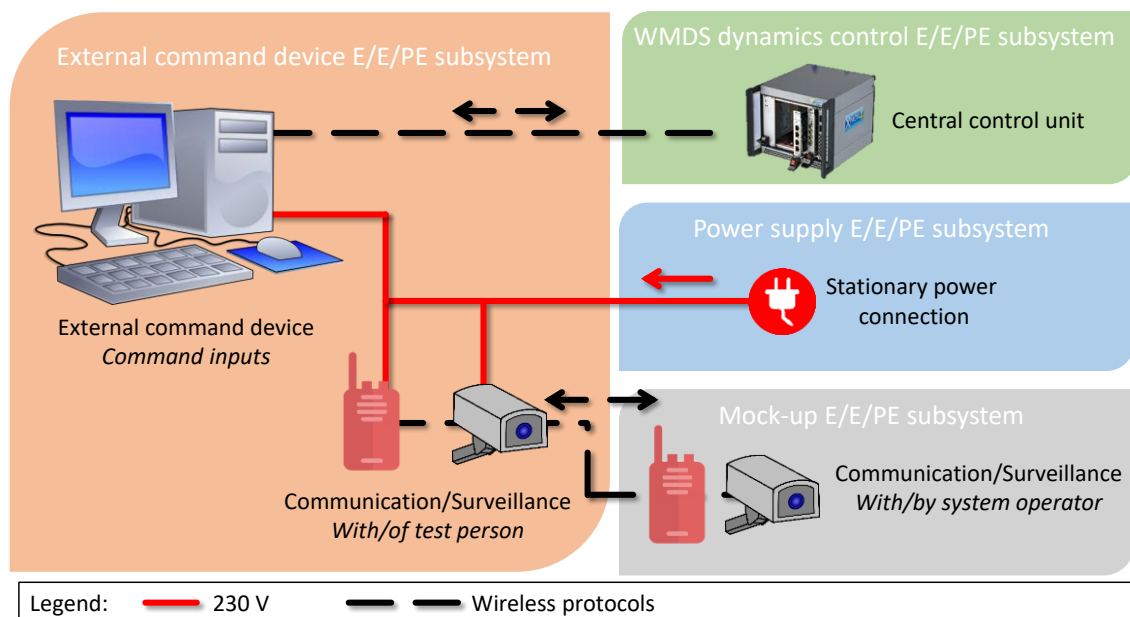 External command device E/E/PE subsystem
External command device
Command inputs
Communication/Surveillance
With/of test person
WMDS dynamics control E/E/PE subsystem
Central control unit
Power supply E/E/PE subsystem
Stationary power
connection
Mock-up E/E/PE subsystem
Communication/Surveillance
With/by system operator
Legend: 230 V Wireless protocols